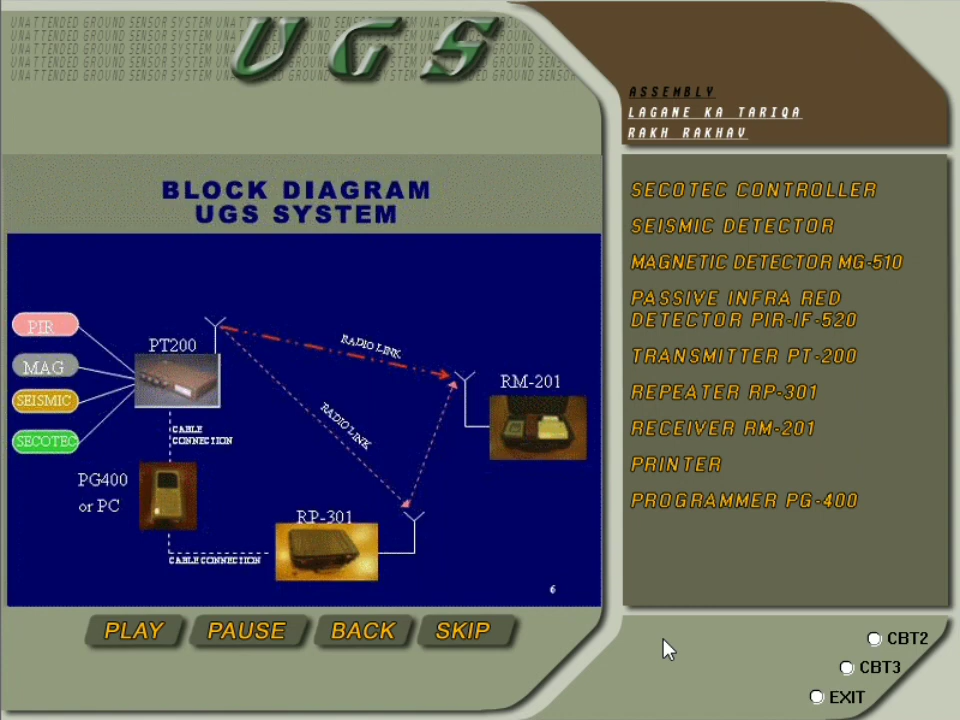 UNATTENDED GROUND SENSOR SYSTEM
UGS
ASSEMBLY
LAGANE KA TARIQA
RAKH RAKHAV
BLOCK DIAGRAM
UGS SYSTEM
PIR
MAG
SEISMIC
SECOTEC
PT200
RADIO LINK
RADIO LINK
RM-201
CABLE
CONNECTION
PG400
or PC
RP-301
CABLE CONNECTION
6
SECOTEC CONTROLLER
SEISMIC DETECTOR
MAGNETIC DETECTOR MG-510
PASSIVE INFRA RED
DETECTOR PIR-IF-520
TRANSMITTER PT-200
REPEATER RP-301
RECEIVER RM-201
PRINTER
PROGRAMMER PG-400
PLAY PAUSE BACK SKIP
CBT2
CBT3
EXIT